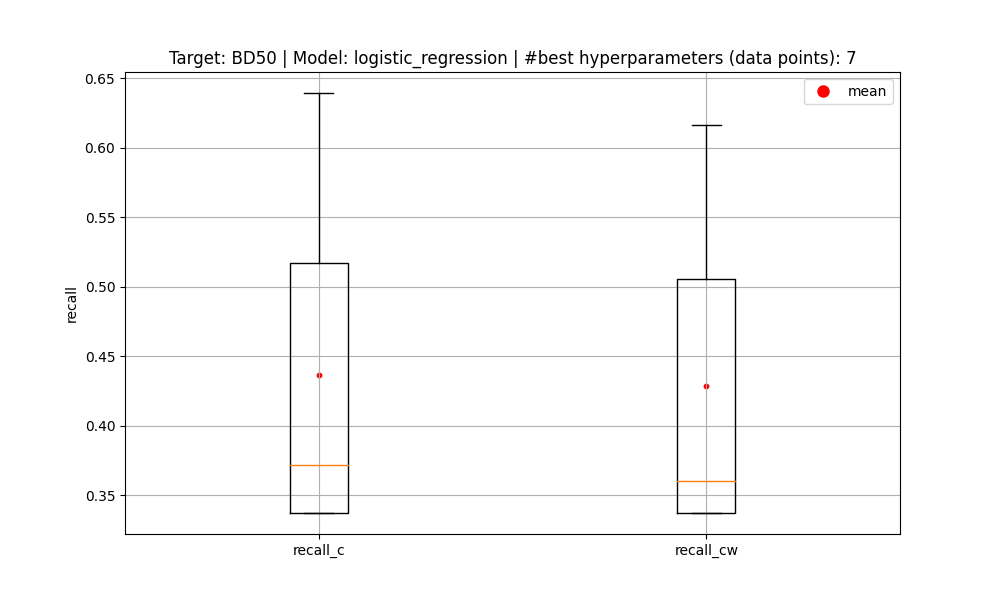 Target: BD50 | Model: logistic_regression | #best hyperparameters (data points): 7
mean
0.65
0.60
0.55
0.50
0.45
0.40
0.35
recall
recall_c
recall_cw